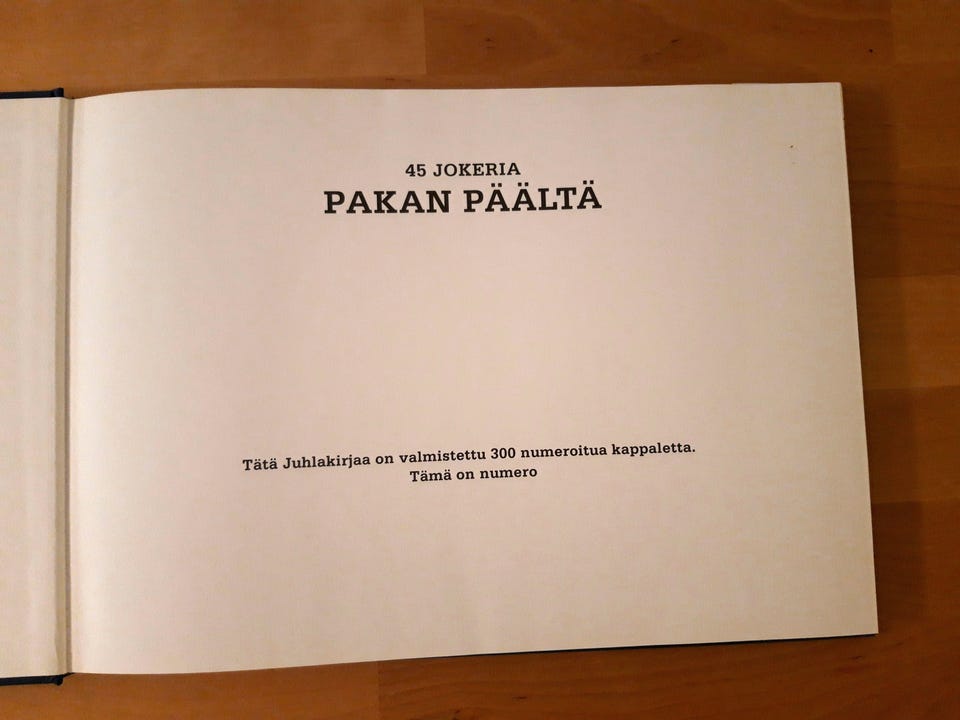 45 JOKERIA
PAKAN PÄÄLTÄ
Tätä Juhlakirjaa on valmistettu 300 numeroitua kappaletta.
Tämä on numero